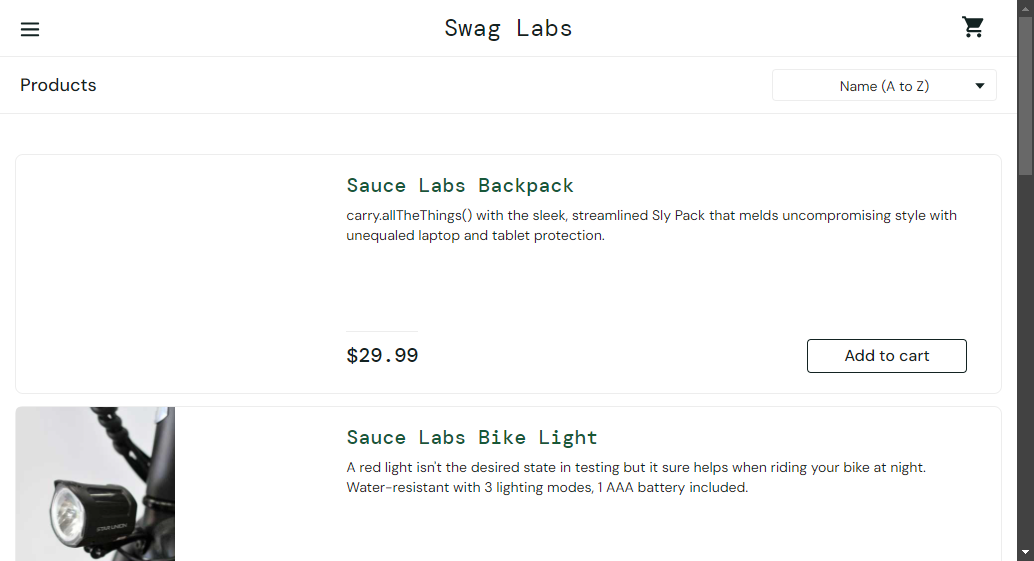 Swag Labs
Products
Name (A to Z)
Sauce Labs Backpack
carry.allTheThings() with the sleek, streamlined Sly Pack that melds uncompromising style with
unequaled laptop and tablet protection.
$29.99
Add to cart
Sauce Labs Bike Light
A red light isn't the desired state in testing but it sure helps when riding your bike at night.
Water-resistant with 3 lighting modes, 1 AAA battery included.